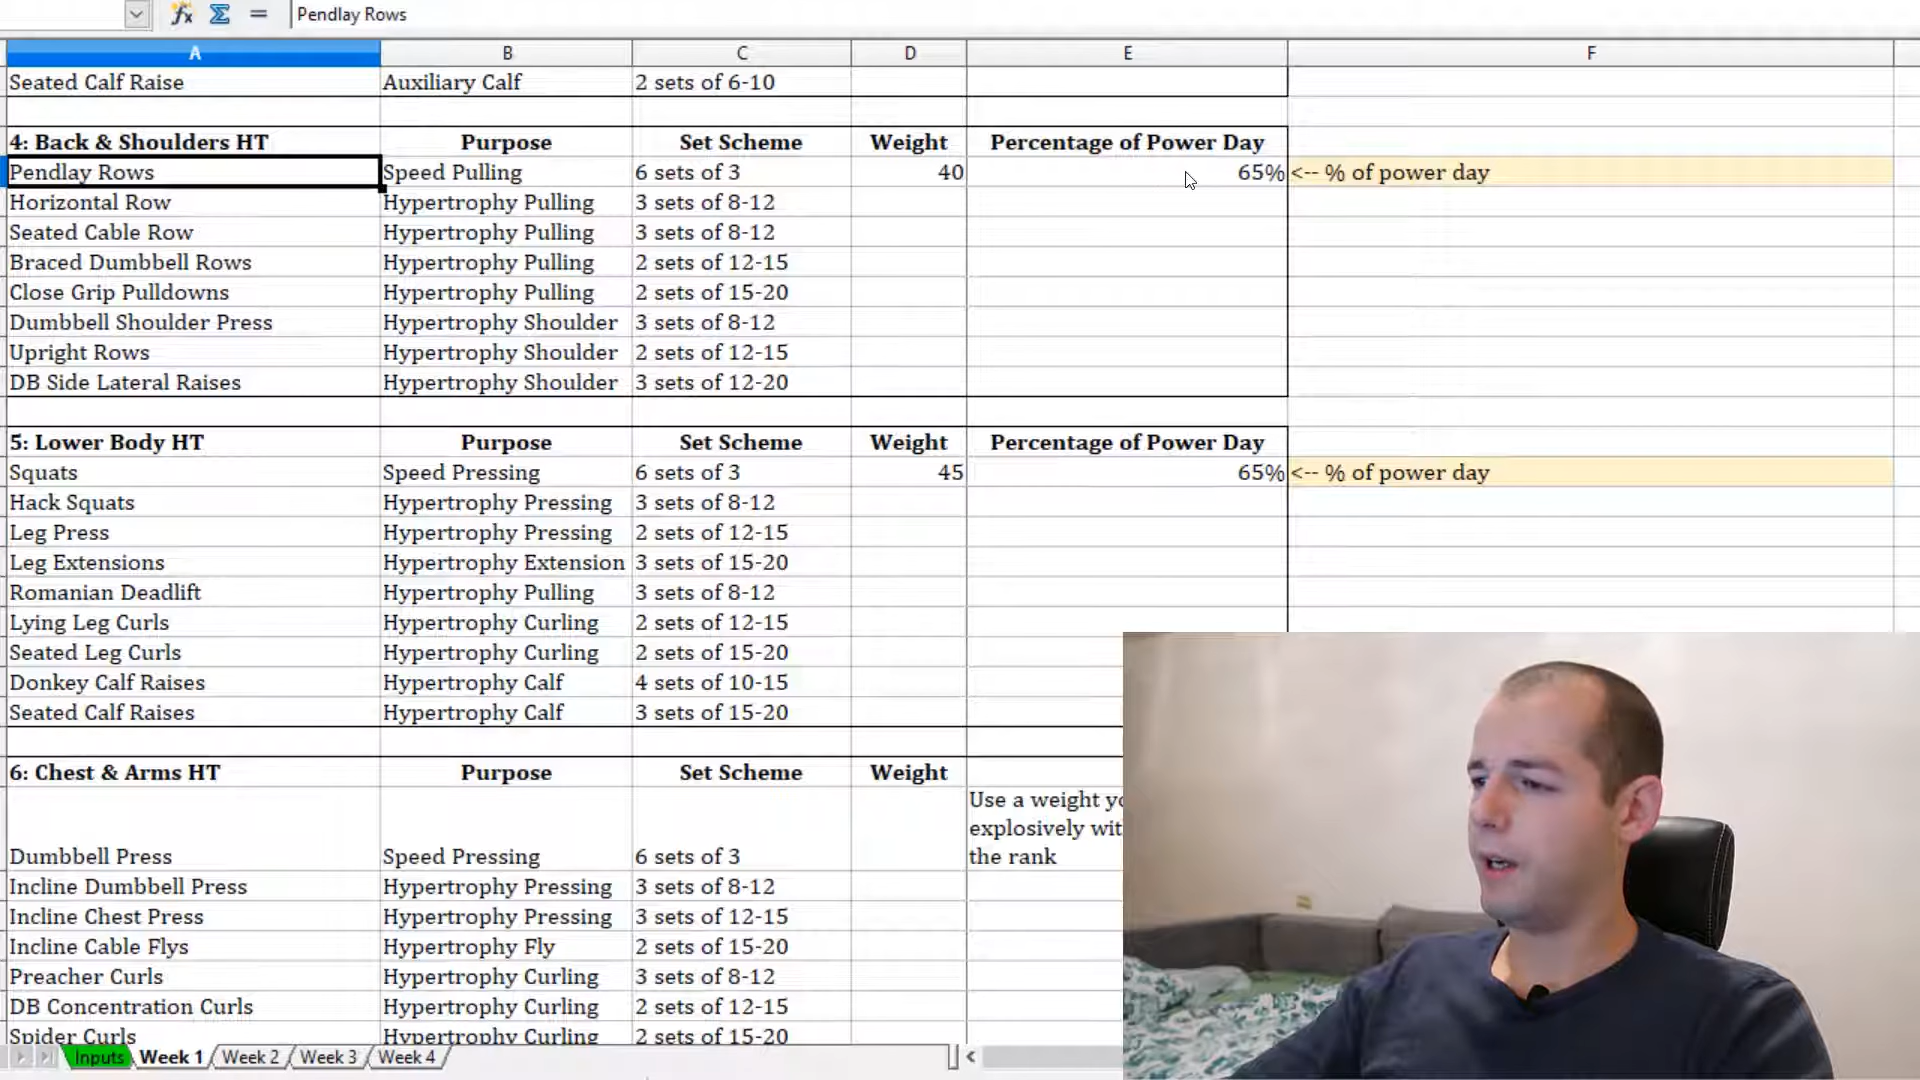 Pendlay Rows
A B C D E F
Seated Calf Raise Auxiliary Calf 2 sets of 6-10
4: Back & Shoulders HT Purpose Set Scheme Weight Percentage of Power Day
Pendlay Rows Speed Pulling 6 sets of 3 40 65% <-- % of power day
Horizontal Row Hypertrophy Pulling 3 sets of 8-12
Seated Cable Row Hypertrophy Pulling 3 sets of 8-12
Braced Dumbbell Rows Hypertrophy Pulling 2 sets of 12-15
Close Grip Pulldowns Hypertrophy Pulling 2 sets of 15-20
Dumbbell Shoulder Press Hypertrophy Shoulder 3 sets of 8-12
Upright Rows Hypertrophy Shoulder 2 sets of 12-15
DB Side Lateral Raises Hypertrophy Shoulder 3 sets of 12-20
5: Lower Body HT Purpose Set Scheme Weight Percentage of Power Day
Squats Speed Pressing 6 sets of 3 45 65% <-- % of power day
Hack Squats Hypertrophy Pressing 3 sets of 8-12
Leg Press Hypertrophy Pressing 2 sets of 12-15
Leg Extensions Hypertrophy Extension 3 sets of 15-20
Romanian Deadlift Hypertrophy Pulling 3 sets of 8-12
Lying Leg Curls Hypertrophy Curling 2 sets of 12-15
Seated Leg Curls Hypertrophy Curling 2 sets of 15-20
Donkey Calf Raises Hypertrophy Calf 4 sets of 10-15
Seated Calf Raises Hypertrophy Calf 3 sets of 15-20
6: Chest & Arms HT Purpose Set Scheme Weight
Use a weight yo
explosively wit
Dumbbell Press Speed Pressing 6 sets of 3 the rank
Incline Dumbbell Press Hypertrophy Pressing 3 sets of 8-12
Incline Chest Press Hypertrophy Pressing 3 sets of 12-15
Incline Cable Flys Hypertrophy Fly 2 sets of 15-20
Preacher Curls Hypertrophy Curling 3 sets of 8-12
DB Concentration Curls Hypertrophy Curling 2 sets of 12-15
Spider Curls Hypertrophy Curling 2 sets of 15-20
Inputs Week 1 Week 2 Week 3 Week 4